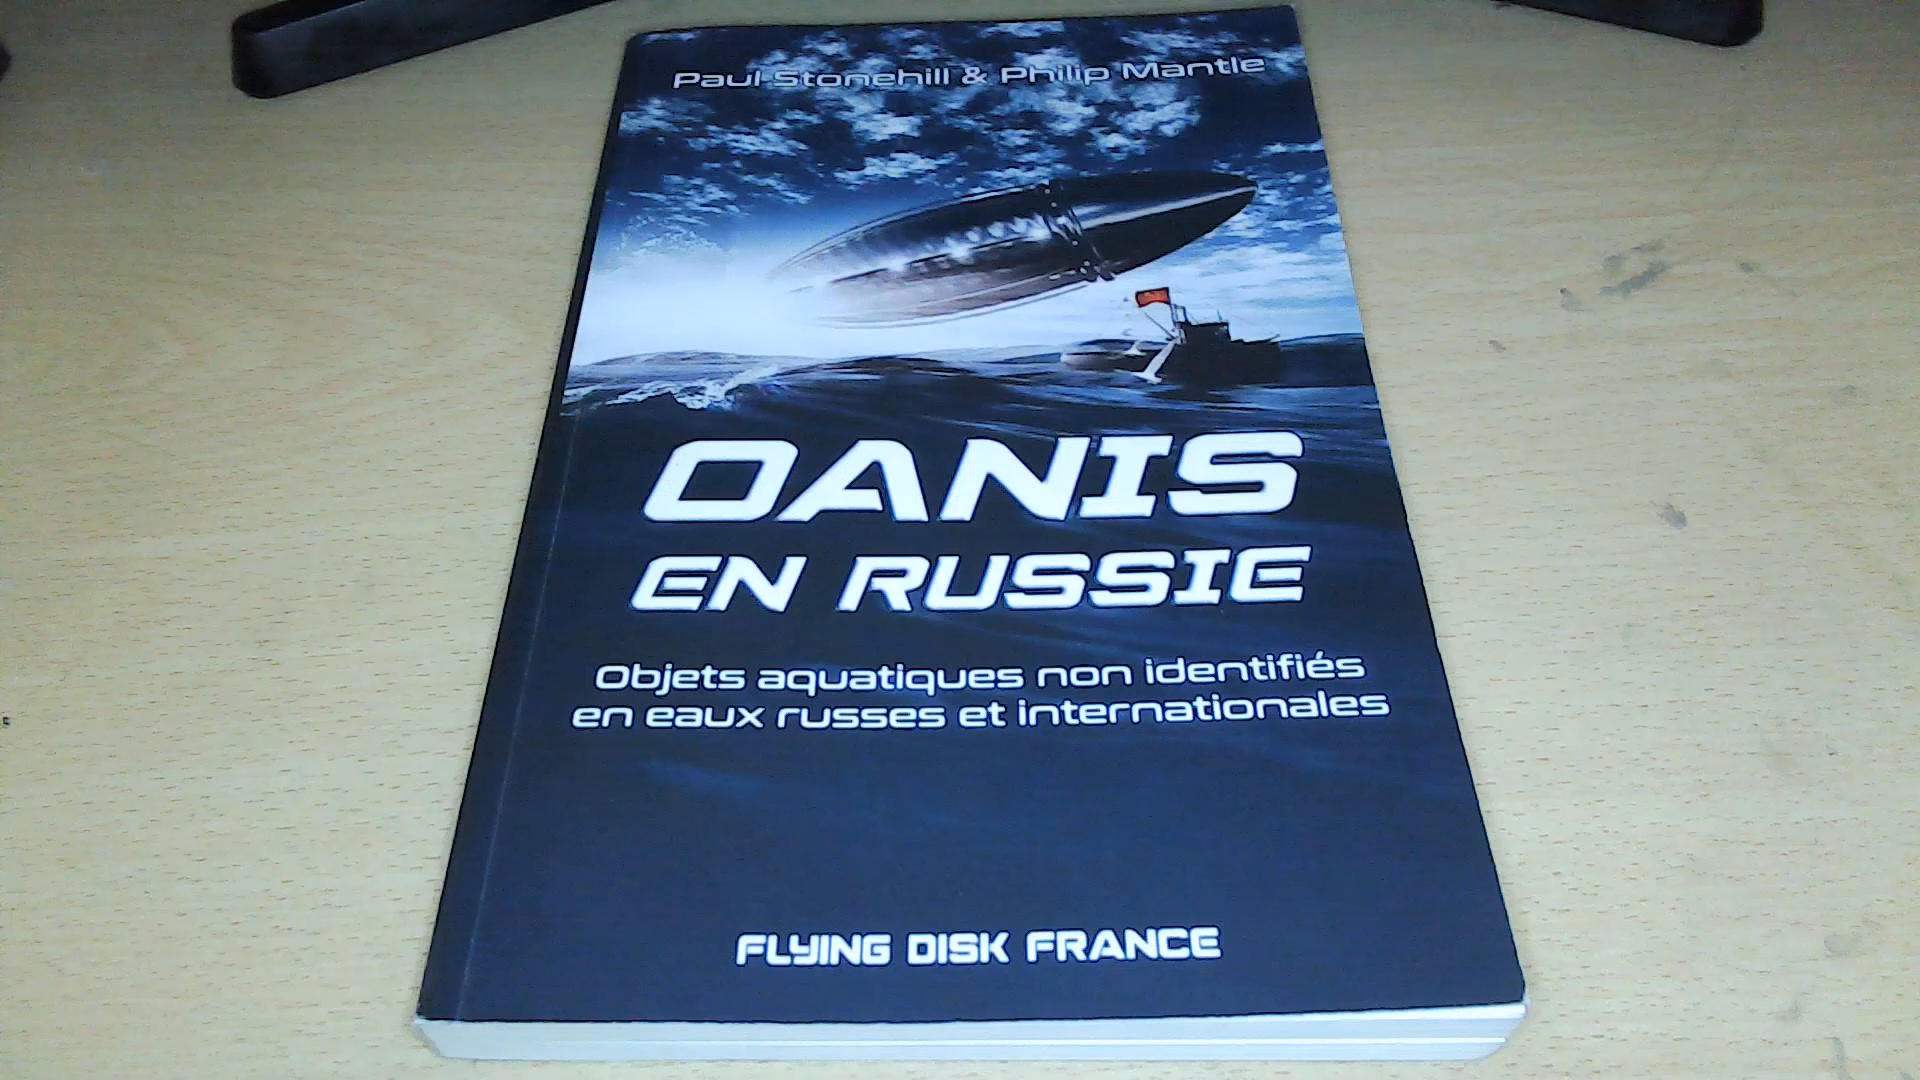 Paul Stonehill & Philip Mantle
OANIS
EN RUSSIE
Objets aquatiques non identifiés
en eaux russes et internationales
FLYING DISK FRANCE